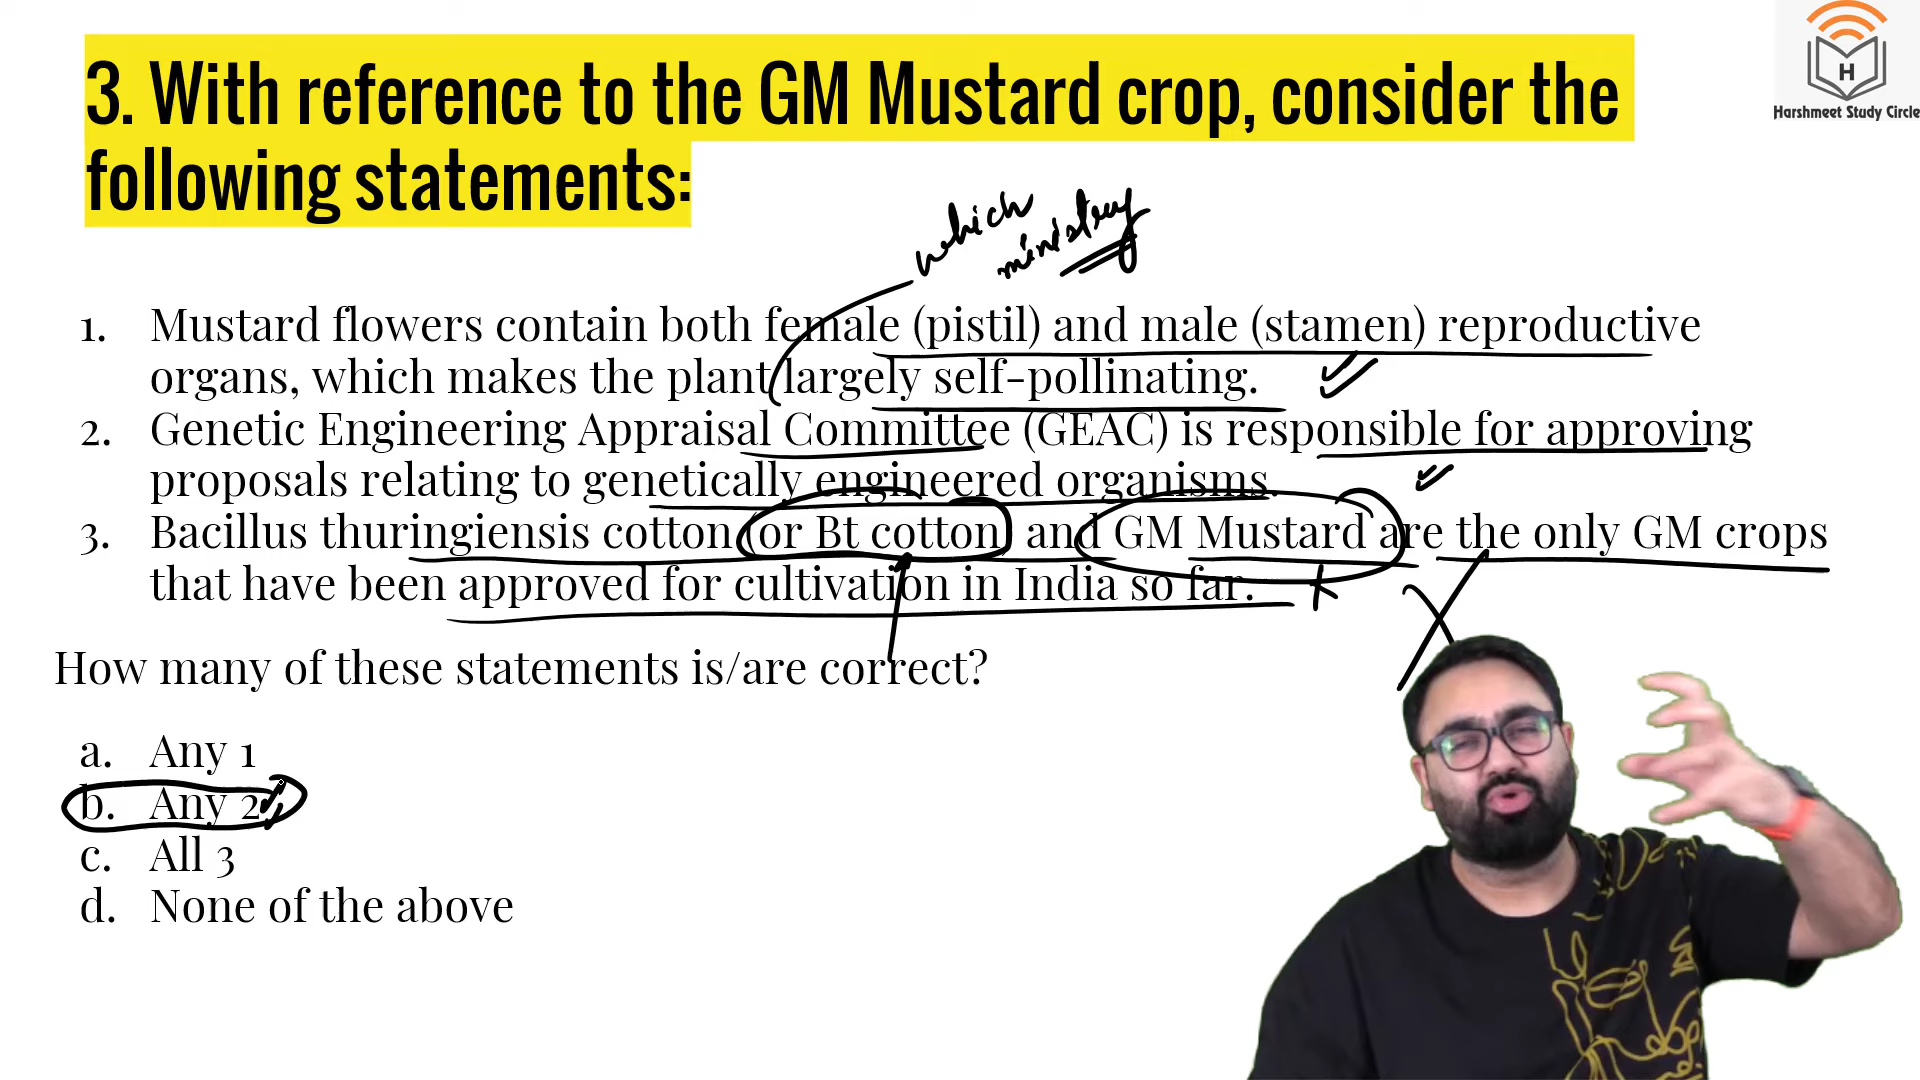 H
Harshmeet Study Circle
3. With reference to the GM Mustard crop, consider the
following statements:
which
ministry
1. Mustard flowers contain both female (pistil) and male (stamen) reproductive
organs, which makes the plant largely self-pollinating.
2. Genetic Engineering Appraisal Committee (GEAC) is responsible for approving
proposals relating to genetically engineered organisms.
3. Bacillus thuringiensis cotton (or Bt cotton) and GM Mustard are the only GM crops
that have been approved for cultivation in India so far.
How many of these statements is/are correct?
a. Any 1
b. Any 2
c. All 3
d. None of the above